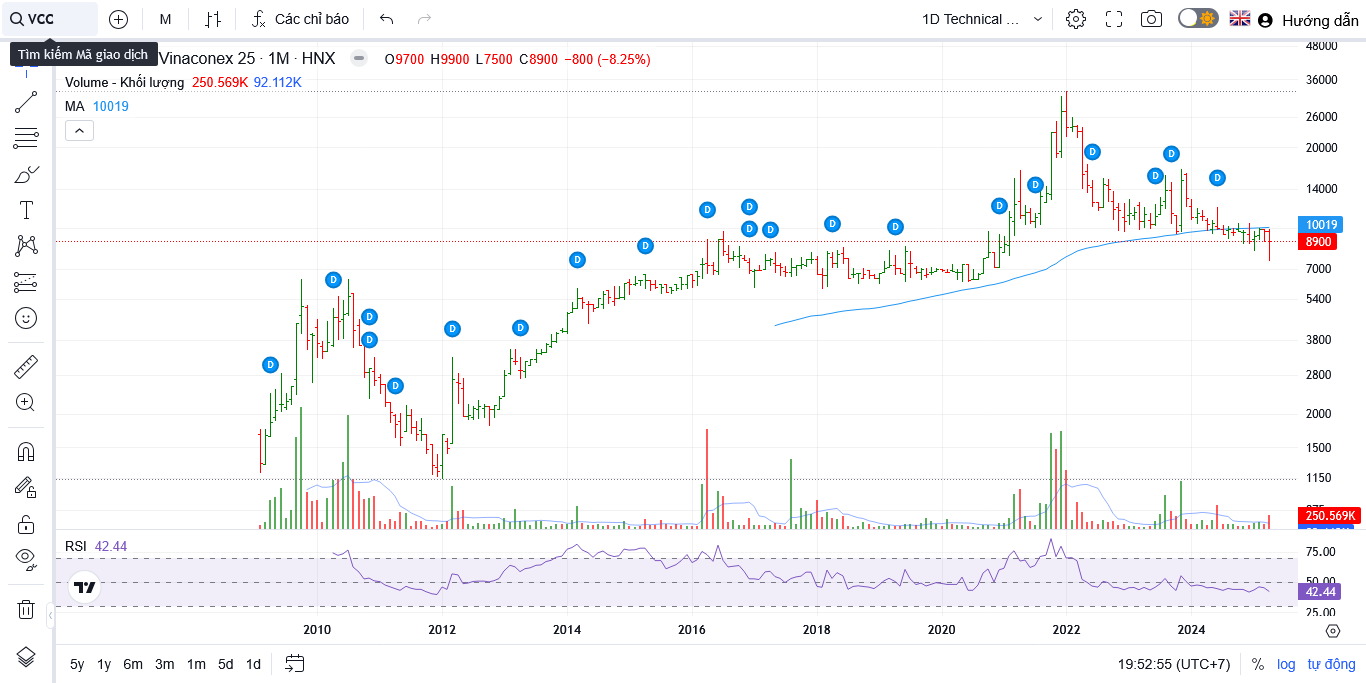 VCC M Các chỉ báo 1D Technical ... Hướng dẫn
Tìm kiếm Mã giao dịch
Vinaconex 25 · 1M · HNX O9700 H9900 L7500 C8900 −800 (−8.25%)
Volume - Khối lượng 250.569K 92.112K
MA 10019
48000
36000
26000
20000
14000
10019
8900
7000
5400
3800
2800
2000
1500
1150
250.569K
D D D D D D D D D D D D D D D D D D D D D
RSI 42.44
75.00
50.00
42.44
25.00
2010 2012 2014 2016 2018 2020 2022 2024
5y 1y 6m 3m 1m 5d 1d 19:52:55 (UTC+7) % log tự động